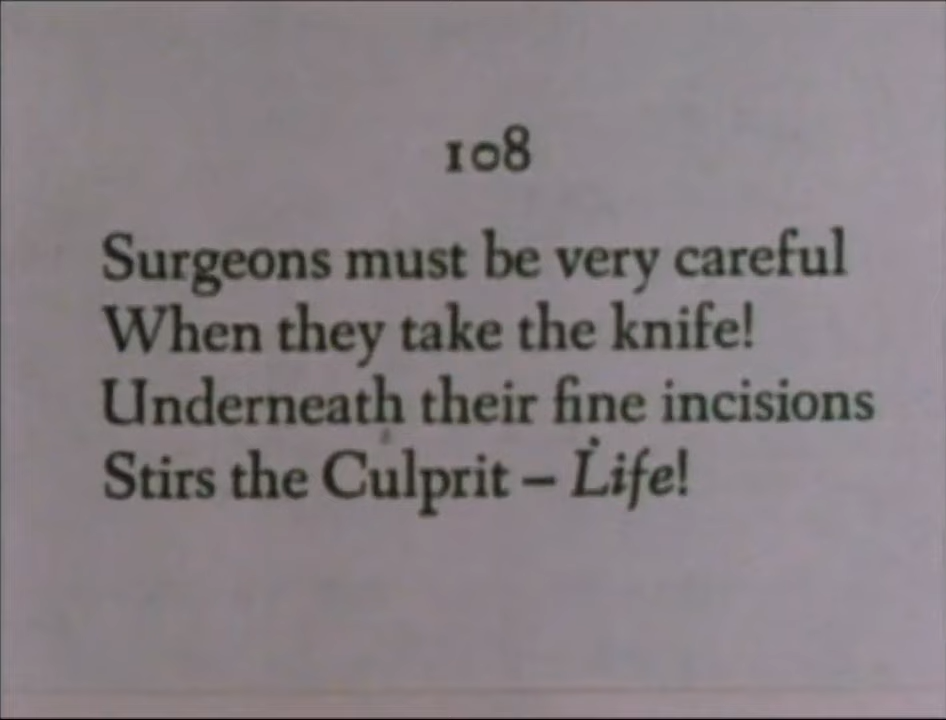 108
Surgeons must be very careful
When they take the knife!
Underneath their fine incisions
Stirs the Culprit – Life!